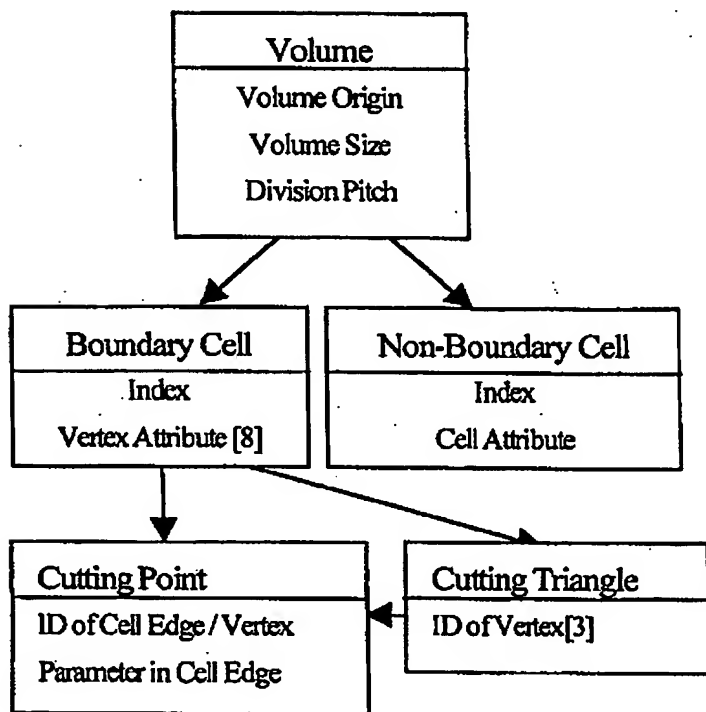 Volume
Volume Origin
Volume Size
Division Pitch
Boundary Cell
Index
Vertex Attribute [8]
Non-Boundary Cell
Index
Cell Attribute
Cutting Point
ID of Cell Edge / Vertex
Parameter in Cell Edge
Cutting Triangle
ID of Vertex[3]